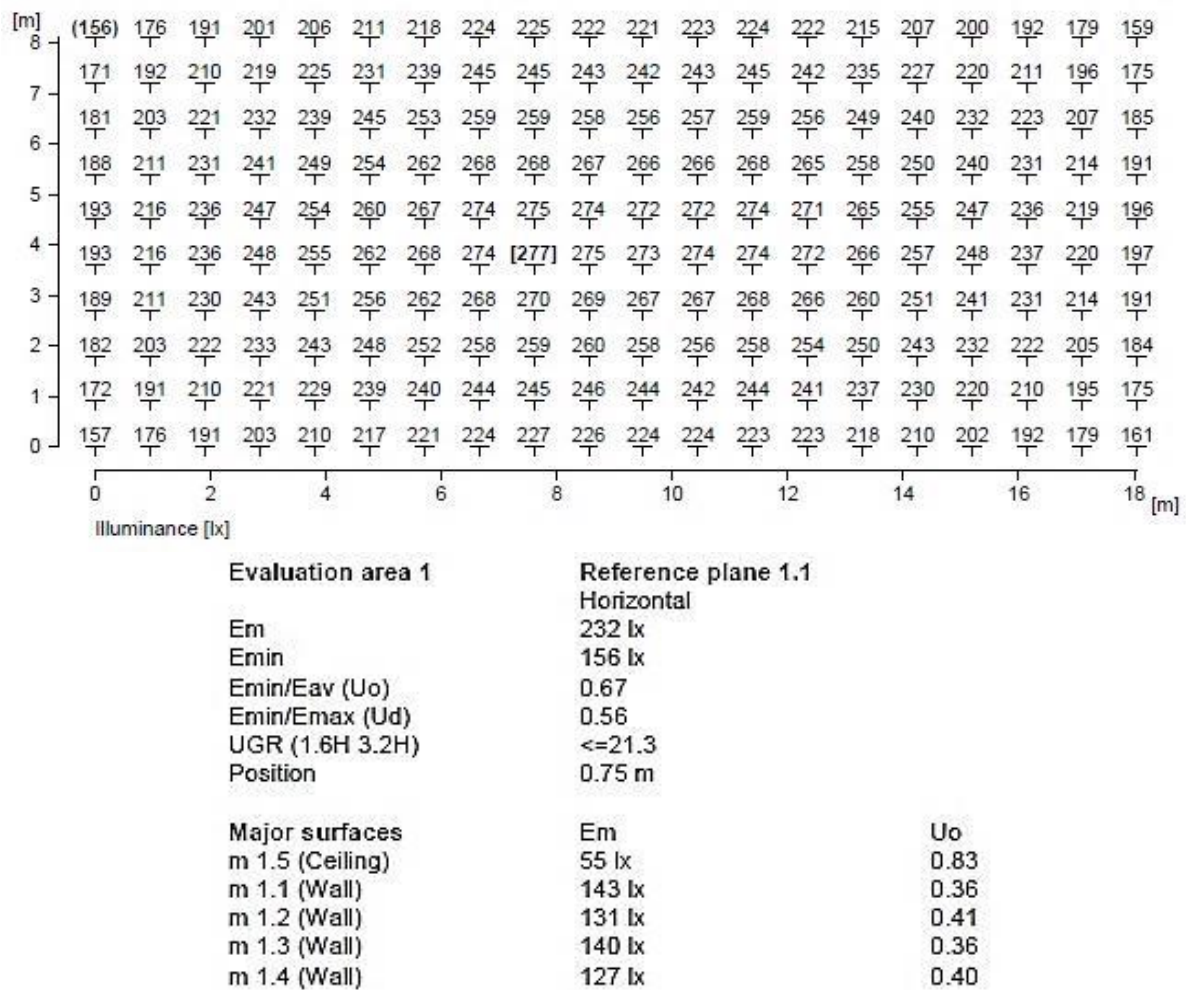 [m]
8 (156) 176 191 201 206 211 218 224 225 222 221 223 224 222 215 207 200 192 179 159
171 192 210 219 225 231 239 245 245 243 242 243 245 242 235 227 220 211 196 175
7
181 203 221 232 239 245 253 259 259 258 256 257 259 256 249 240 232 223 207 185
6
188 211 231 241 249 254 262 268 268 267 266 266 268 265 258 250 240 231 214 191
5
193 216 236 247 254 260 267 274 275 274 272 272 274 271 265 255 247 236 219 196
4 193 216 236 248 255 262 268 274 [277] 275 273 274 274 272 266 257 248 237 220 197
3 189 211 230 243 251 256 262 268 270 269 267 267 268 266 260 251 241 231 214 191
2 182 203 222 233 243 248 252 258 259 260 258 256 258 254 250 243 232 222 205 184
1 172 191 210 221 229 239 240 244 245 246 244 242 244 241 237 230 220 210 195 175
0 157 176 191 203 210 217 221 224 227 226 224 224 223 223 218 210 202 192 179 161
0 2 4 6 8 10 12 14 16 18 [m]
Illuminance [lx]
Evaluation area 1 Reference plane 1.1
Horizontal
Em 232 lx
Emin 156 lx
Emin/Eav (Uo) 0.67
Emin/Emax (Ud) 0.56
UGR (1.6H 3.2H) <=21.3
Position 0.75 m
Major surfaces Em Uo
m 1.5 (Ceiling) 55 lx 0.83
m 1.1 (Wall) 143 lx 0.36
m 1.2 (Wall) 131 lx 0.41
m 1.3 (Wall) 140 lx 0.36
m 1.4 (Wall) 127 lx 0.40